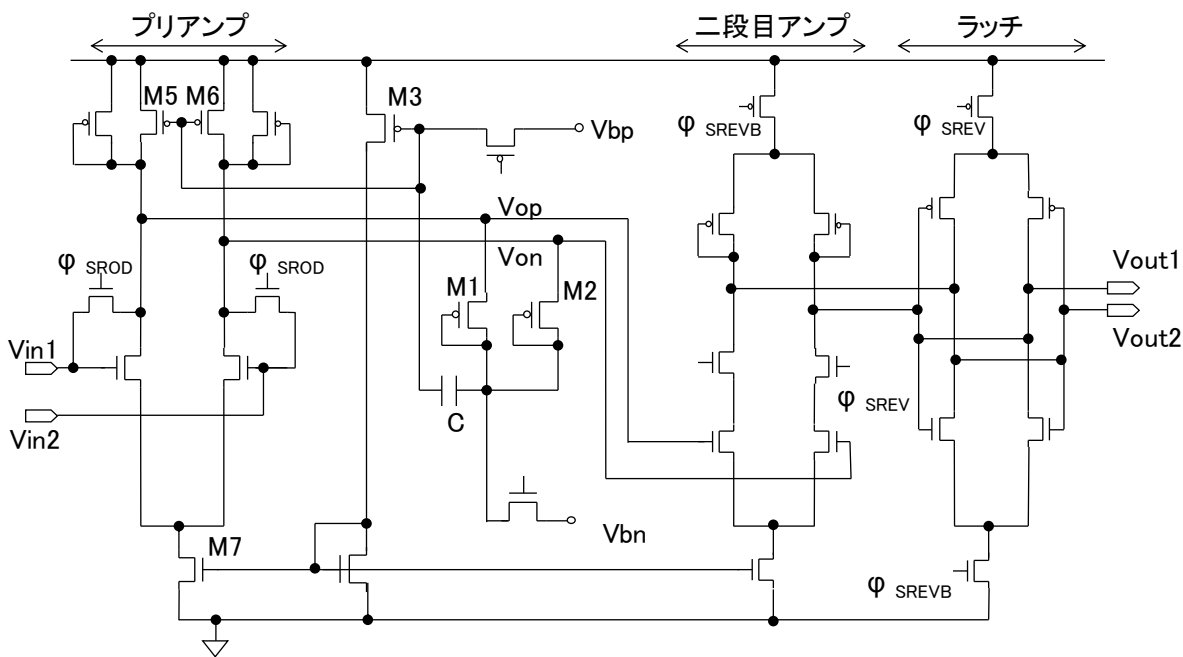 プリアンプ
二段目アンプ
ラッチ
M5 M6
M3
Vbp
φ SREVB
φ SREV
Vop
Von
φ SROD
φ SROD
M1
M2
Vout1
Vout2
Vin1
Vin2
C
φ SREV
Vbn
M7
φ SREVB